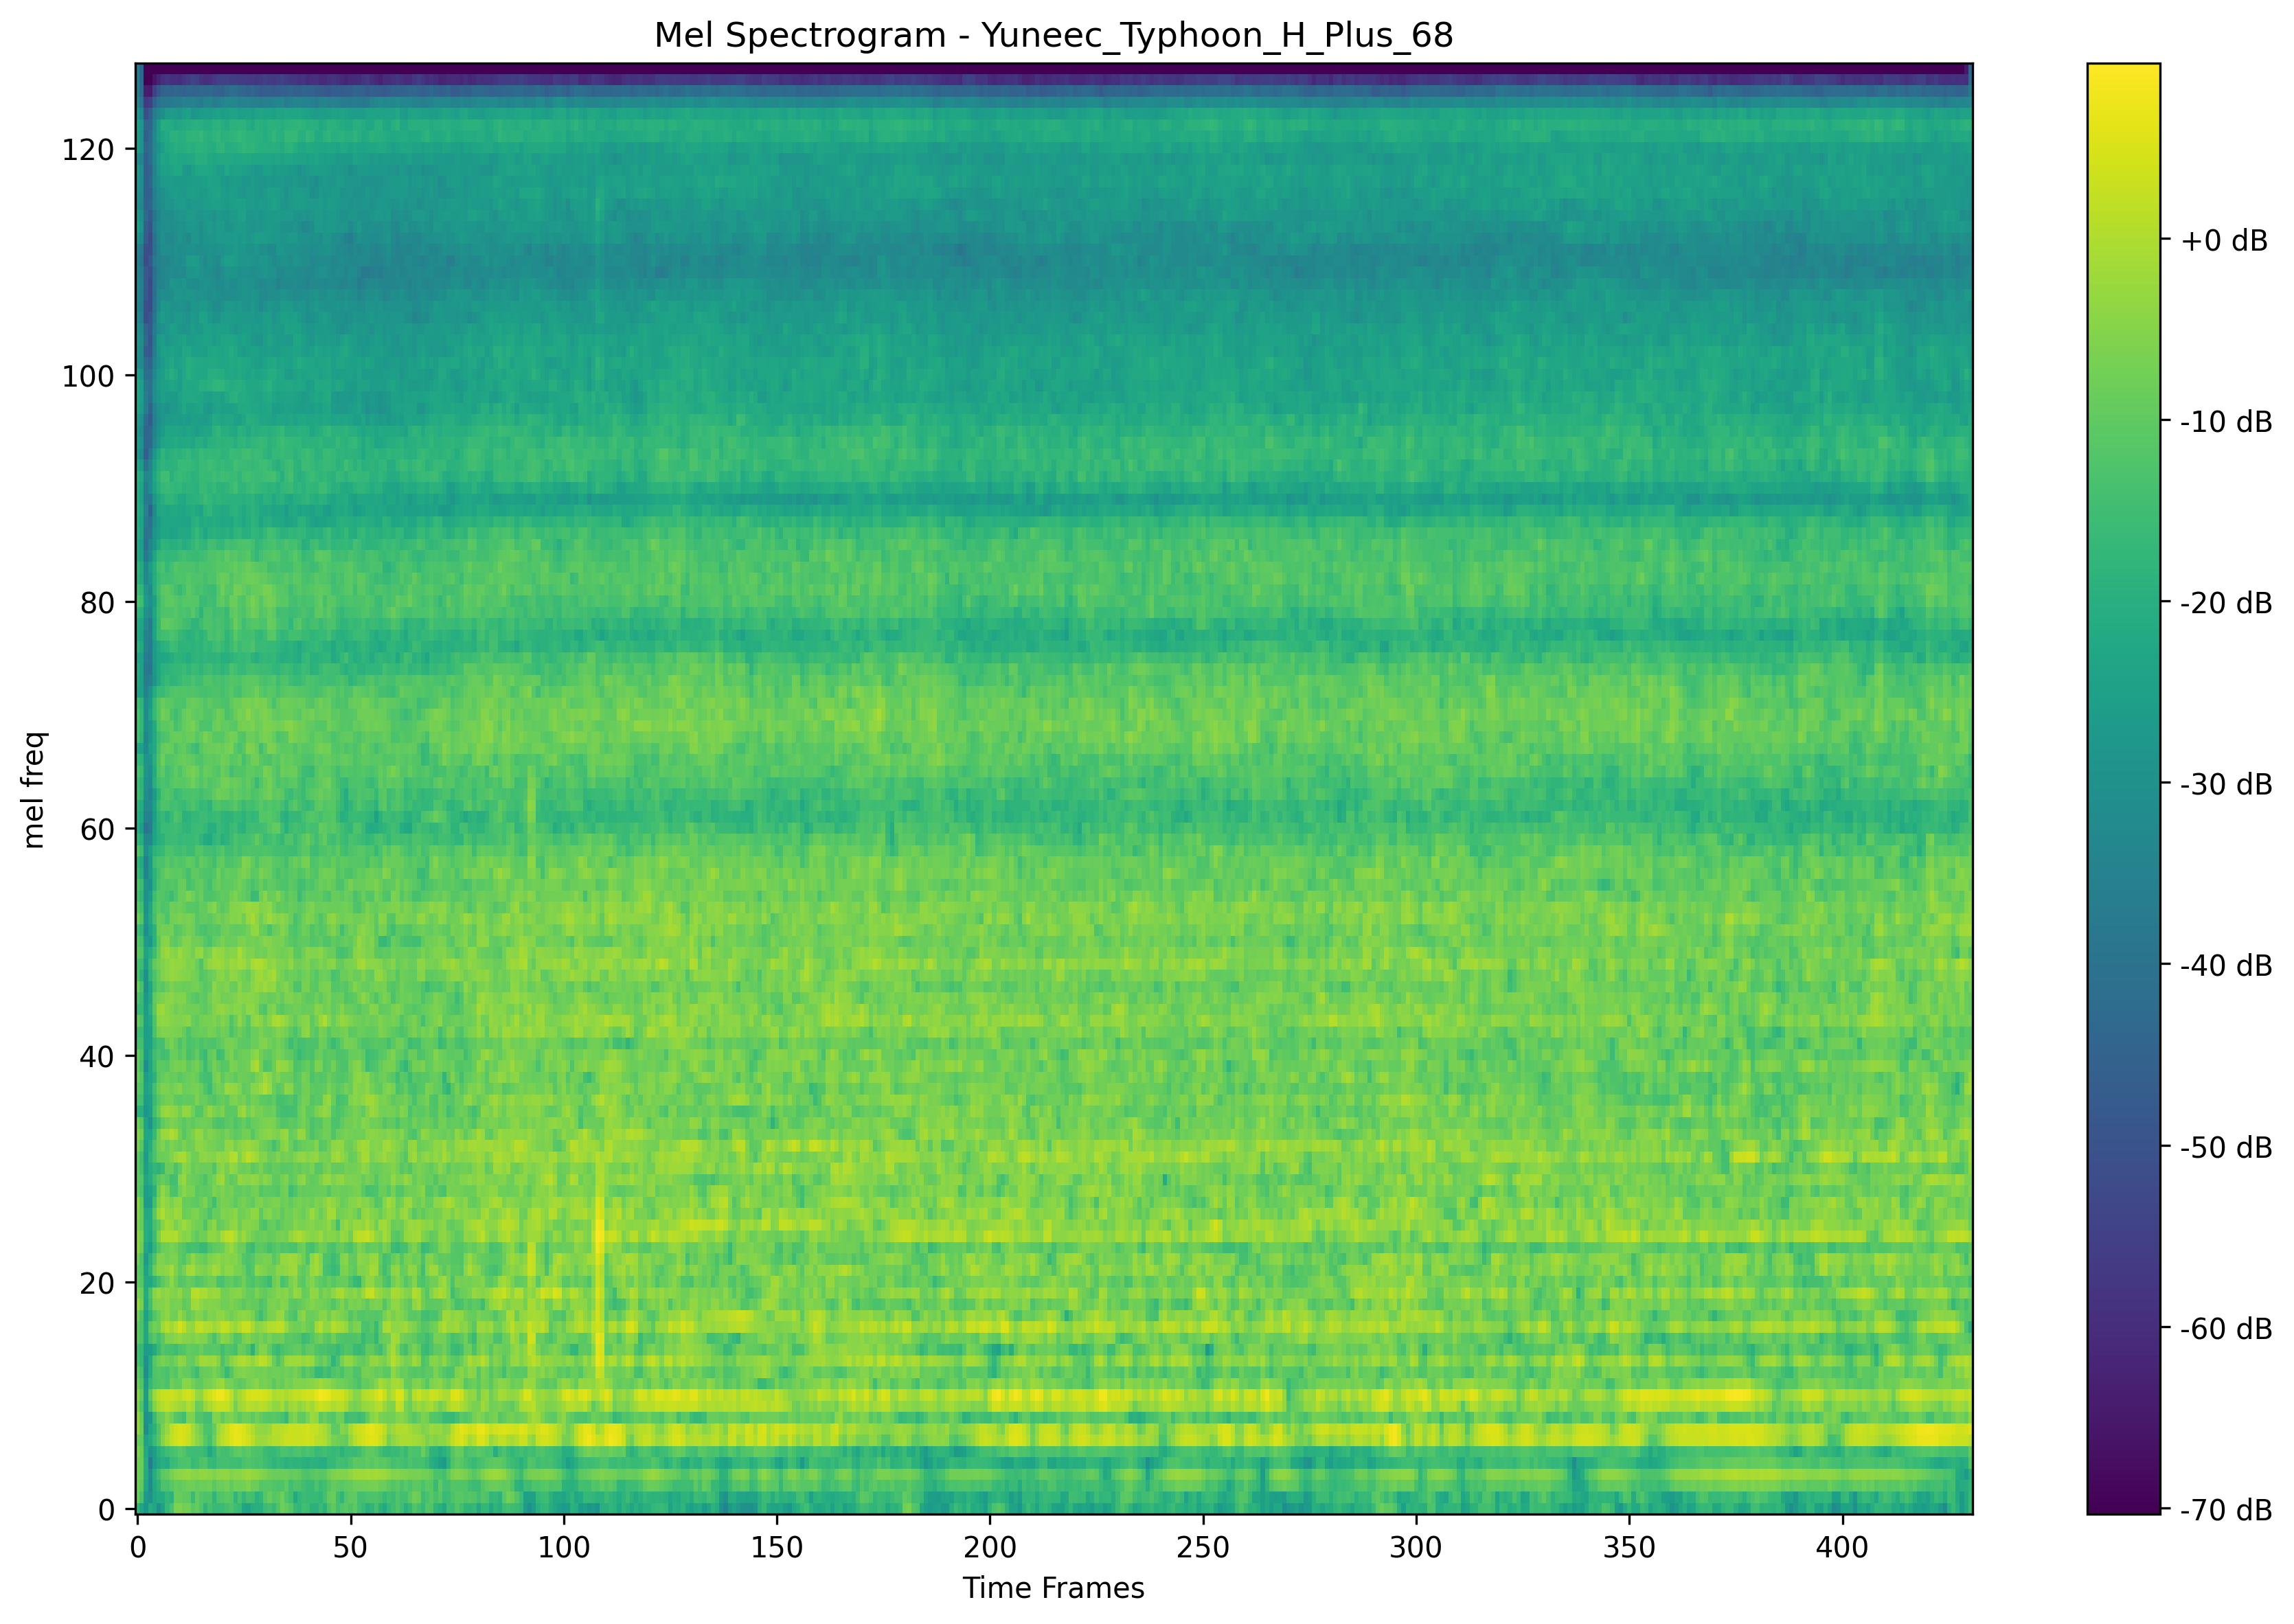 Mel Spectrogram - Yuneec_Typhoon_H_Plus_68
120
100
80
60
40
20
0
mel freq
0 50 100 150 200 250 300 350 400
Time Frames
+0 dB
-10 dB
-20 dB
-30 dB
-40 dB
-50 dB
-60 dB
-70 dB